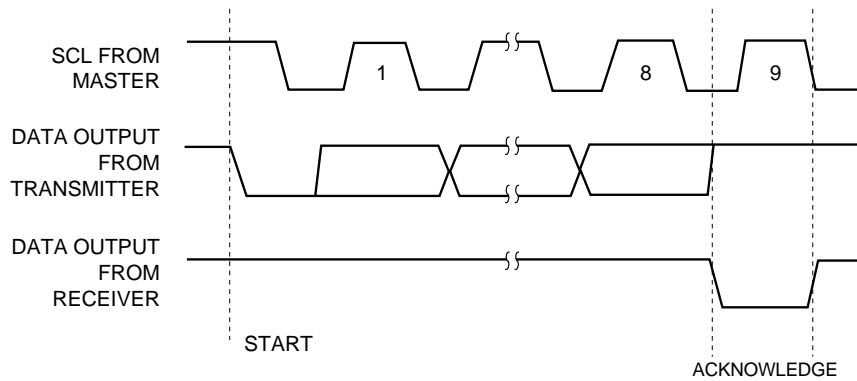 SCL FROM
MASTER
1
8
9
DATA OUTPUT
FROM
TRANSMITTER
DATA OUTPUT
FROM
RECEIVER
START
ACKNOWLEDGE